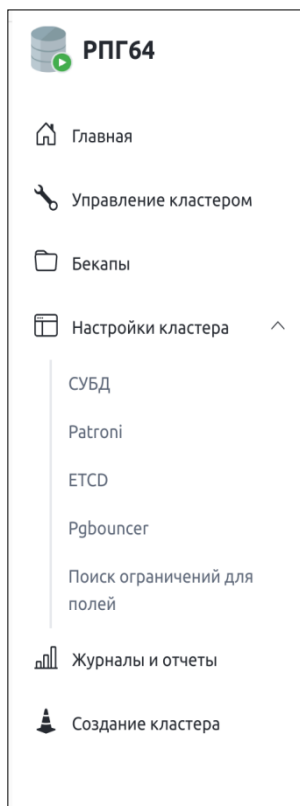 РПГ64
Главная
Управление кластером
Бекапы
Настройки кластера
СУБД
Patroni
ETCD
Pgbouncer
Поиск ограничений для
полей
Журналы и отчеты
Создание кластера